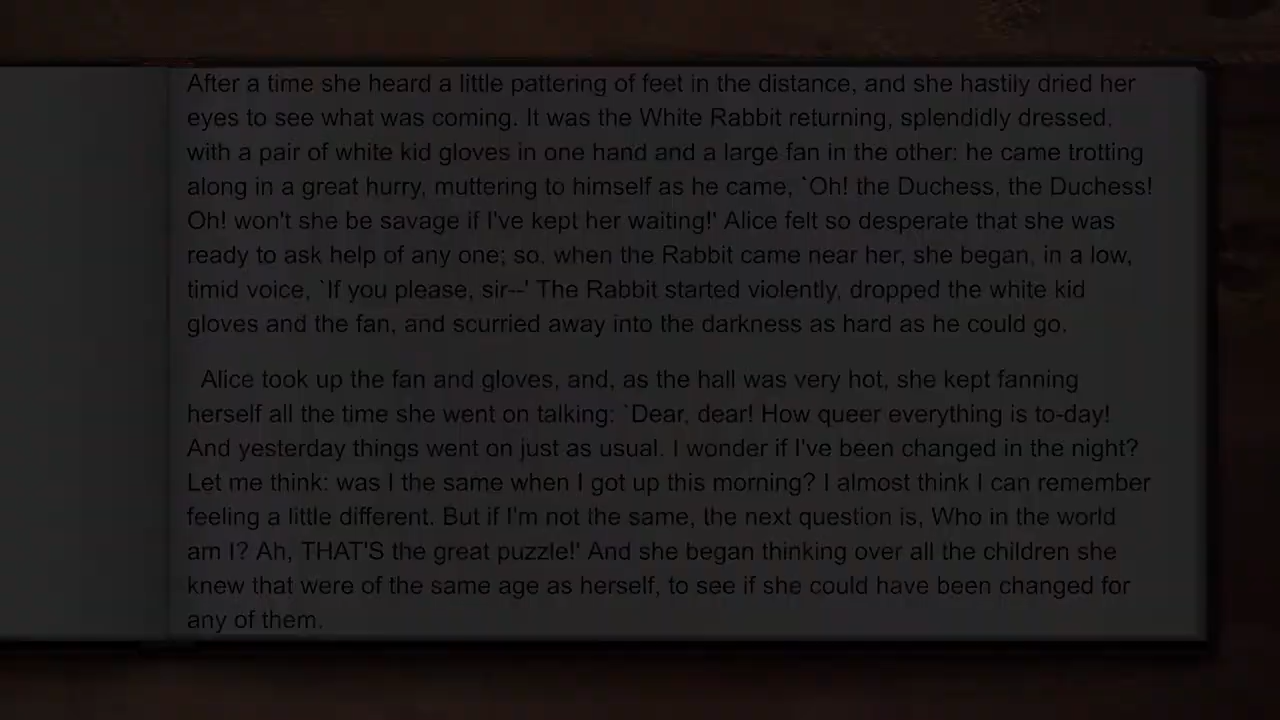 After a time she heard a little pattering of feet in the distance, and she hastily dried her
eyes to see what was coming. It was the White Rabbit returning, splendidly dressed,
with a pair of white kid gloves in one hand and a large fan in the other: he came trotting
along in a great hurry, muttering to himself as he came, `Oh! the Duchess, the Duchess!
Oh! won't she be savage if I've kept her waiting!' Alice felt so desperate that she was
ready to ask help of any one; so, when the Rabbit came near her, she began, in a low,
timid voice, `If you please, sir--' The Rabbit started violently, dropped the white kid
gloves and the fan, and scurried away into the darkness as hard as he could go.
Alice took up the fan and gloves, and, as the hall was very hot, she kept fanning
herself all the time she went on talking: `Dear, dear! How queer everything is to-day!
And yesterday things went on just as usual. I wonder if I've been changed in the night?
Let me think: was I the same when I got up this morning? I almost think I can remember
feeling a little different. But if I'm not the same, the next question is, Who in the world
am I? Ah, THAT'S the great puzzle!' And she began thinking over all the children she
knew that were of the same age as herself, to see if she could have been changed for
any of them.